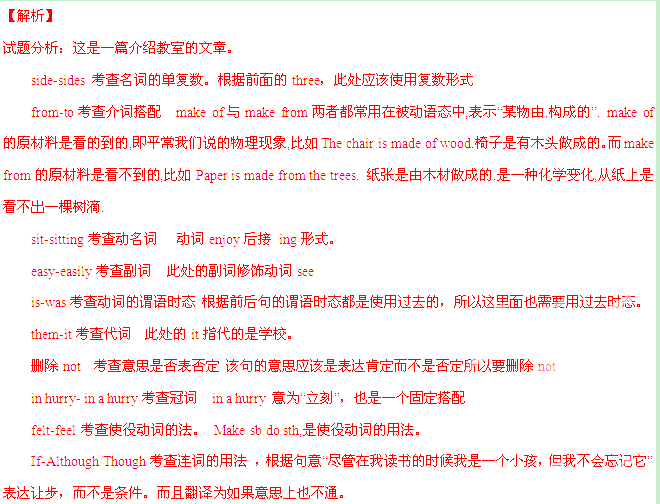 【解析】
试题分析：这是一篇介绍教室的文章。
side-sides 考查名词的单复数。根据前面的 three，此处应该使用复数形式
from-to 考查介词搭配 make of 与 make from 两者都常用在被动语态中,表示“某物由.构成的”. make of
的原材料是看的到的,即平常我们说的物理现象,比如 The chair is made of wood.椅子是有木头做成的。而 make
from 的原材料是看不到的,比如 Paper is made from the trees. 纸张是由木材做成的.是一种化学变化,从纸上是
看不出一棵树滴.
sit-sitting 考查动名词 动词 enjoy 后接 ing 形式。
easy-easily 考查副词 此处的副词修饰动词 see
is-was 考查动词的谓语时态 根据前后句的谓语时态都是使用过去的，所以这里面也需要用过去时态。
them-it 考查代词 此处的 it 指代的是学校。
删除 not 考查意思是否表否定 该句的意思应该是表达肯定而不是否定所以要删除 not
in hurry- in a hurry 考查冠词 in a hurry 意为“立刻”，也是一个固定搭配
felt-feel 考查使役动词的法。 Make sb do sth,是使役动词的用法。
If-Although/Though 考查连词的用法 ，根据句意“尽管在我读书的时候我是一个小孩，但我不会忘记它”
表达让步，而不是条件。而且翻译为如果意思上也不通。